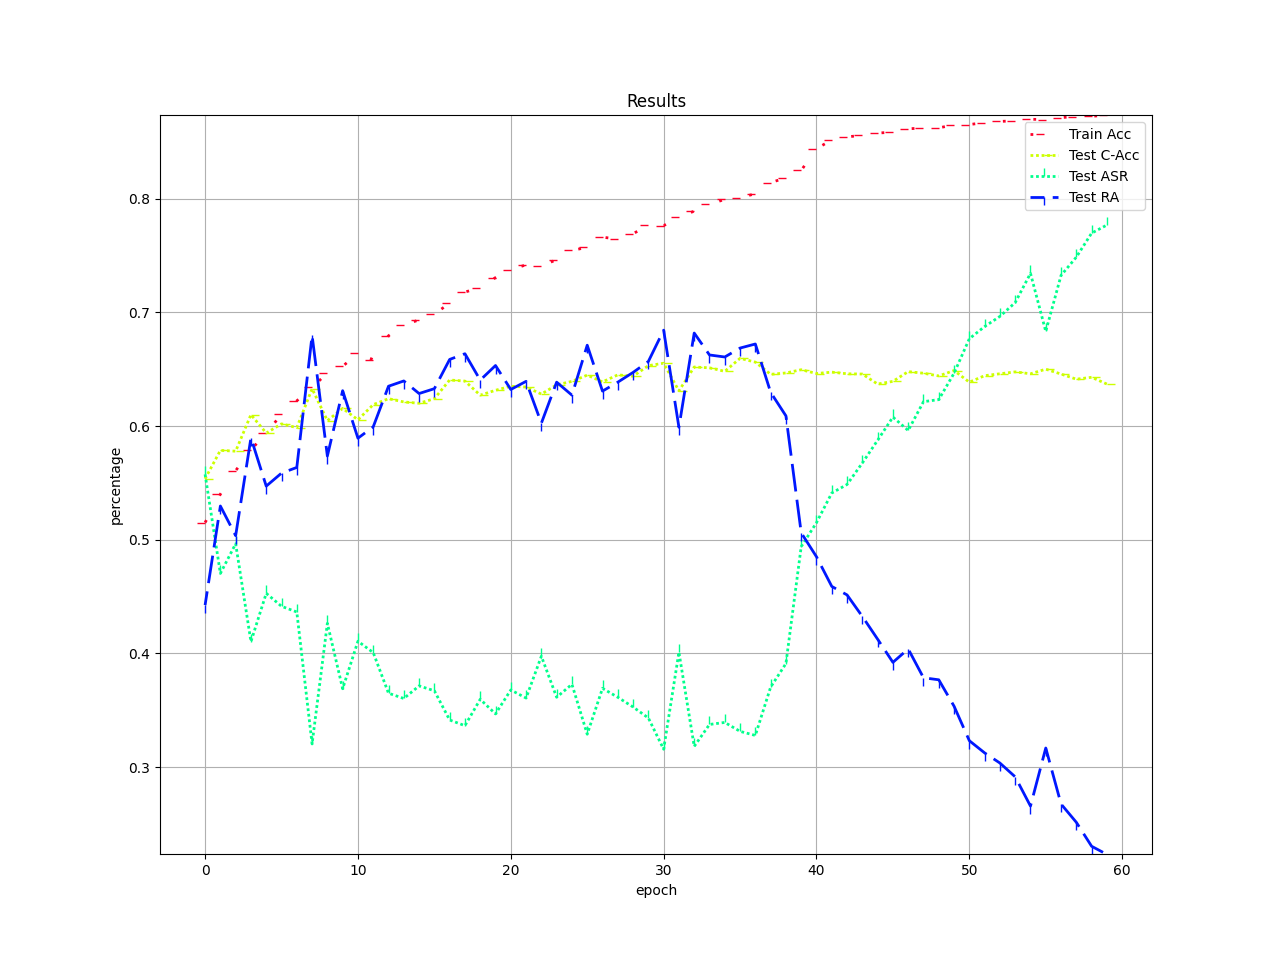 Results
Train Acc
Test C-Acc
Test ASR
Test RA
percentage
0.8
0.7
0.6
0.5
0.4
0.3
0 10 20 30 40 50 60
epoch